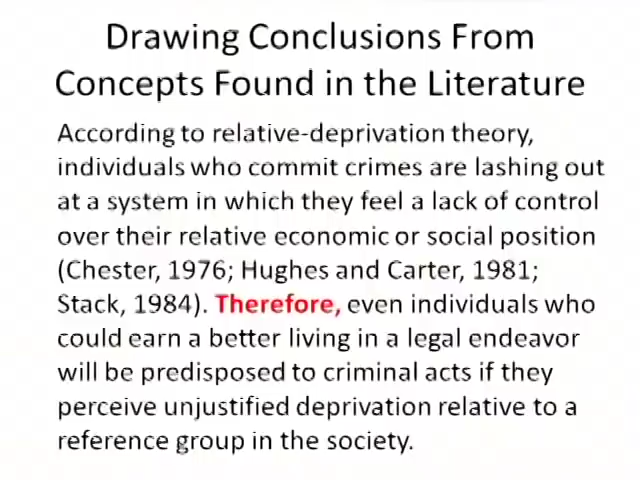 Drawing Conclusions From
Concepts Found in the Literature
According to relative-deprivation theory,
individuals who commit crimes are lashing out
at a system in which they feel a lack of control
over their relative economic or social position
(Chester, 1976; Hughes and Carter, 1981;
Stack, 1984). Therefore, even individuals who
could earn a better living in a legal endeavor
will be predisposed to criminal acts if they
perceive unjustified deprivation relative to a
reference group in the society.